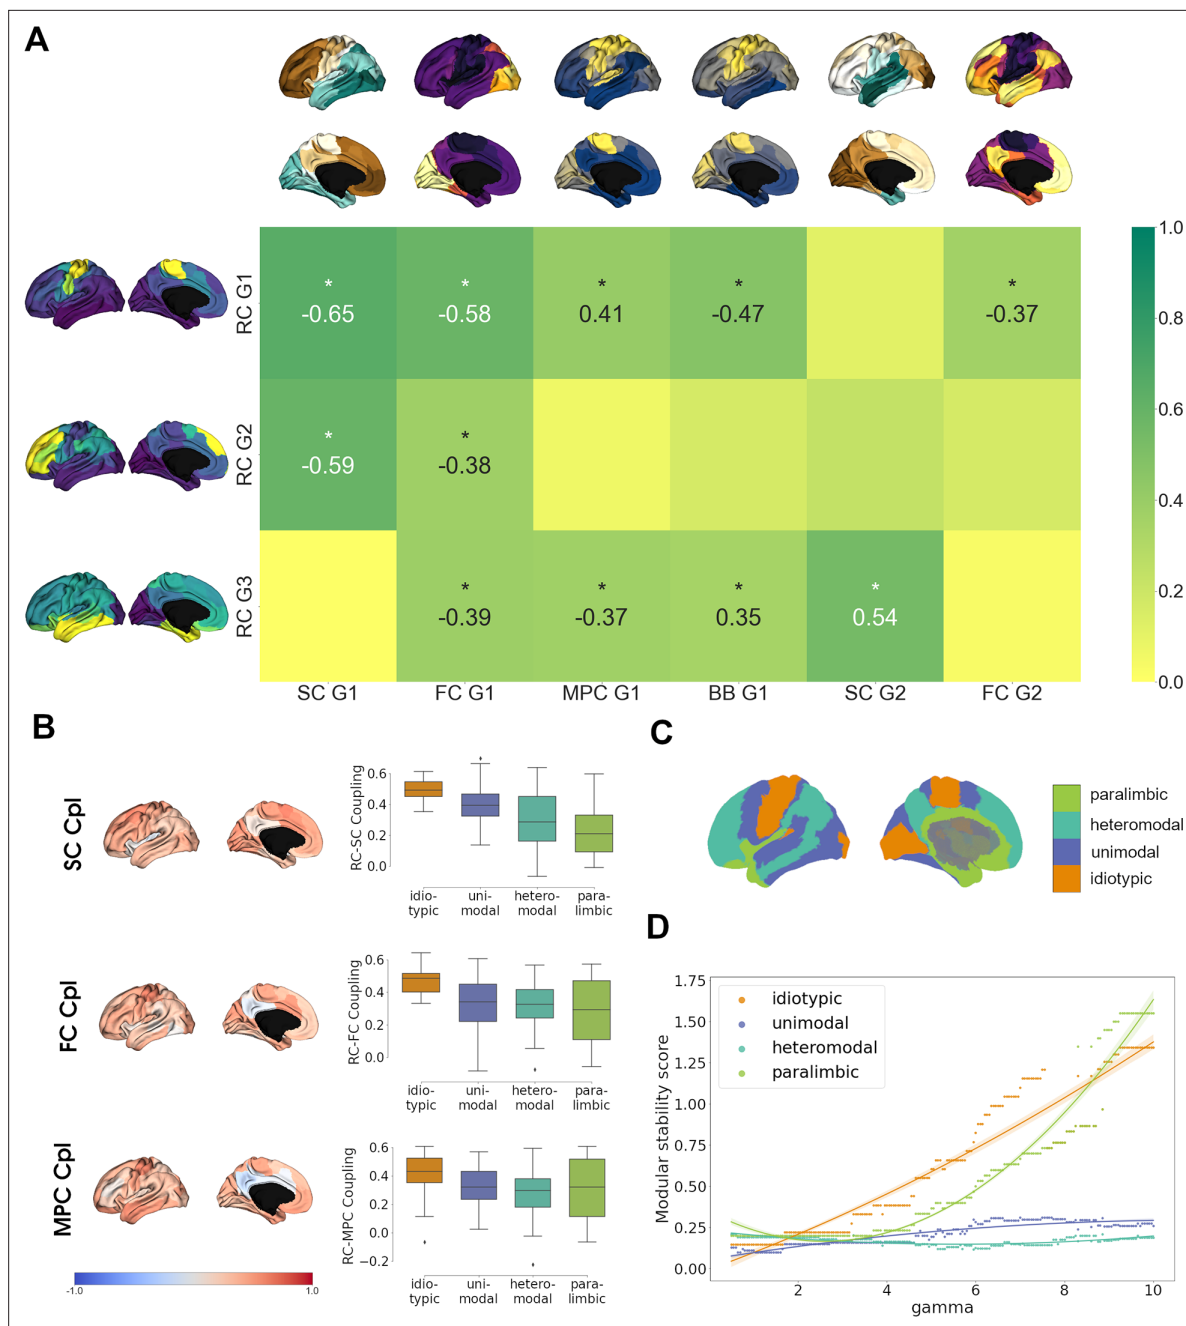 A
RC G1
* * * * *
-0.65 -0.58 0.41 -0.47 -0.37
RC G2
* *
-0.59 -0.38
RC G3
* * * *
-0.39 -0.37 0.35 0.54
SC G1 FC G1 MPC G1 BB G1 SC G2 FC G2
1.0
0.8
0.6
0.4
0.2
0.0
B
SC Cpl
RC-SC Coupling
0.6
0.4
0.2
0.0
idio- uni- hetero- para-
typic modal modal limbic
FC Cpl
RC-FC Coupling
0.6
0.4
0.2
0.0
idio- uni- hetero- para-
typic modal modal limbic
MPC Cpl
RC-MPC Coupling
0.6
0.4
0.2
0.0
−0.2
idio- uni- hetero- para-
typic modal modal limbic
-1.0 1.0
C
paralimbic
heteromodal
unimodal
idiotypic
D
Modular stability score
1.75
1.50
1.25
1.00
0.75
0.50
0.25
0.00
idiotypic
unimodal
heteromodal
paralimbic
2 4 6 8 10
gamma